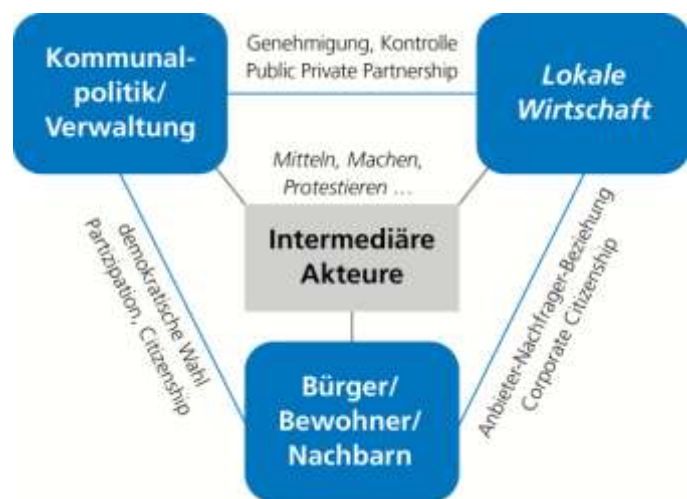 Kommunal-
politik/
Verwaltung
Genehmigung, Kontrolle
Public Private Partnership
Lokale
Wirtschaft
Mitteln, Machen,
Protestieren ...
Intermediäre
Akteure
demokratische Wahl
Partizipation, Citizenship
Anbieter-Nachfrager-Beziehung
Corporate Citizenship
Bürger/
Bewohner/
Nachbarn